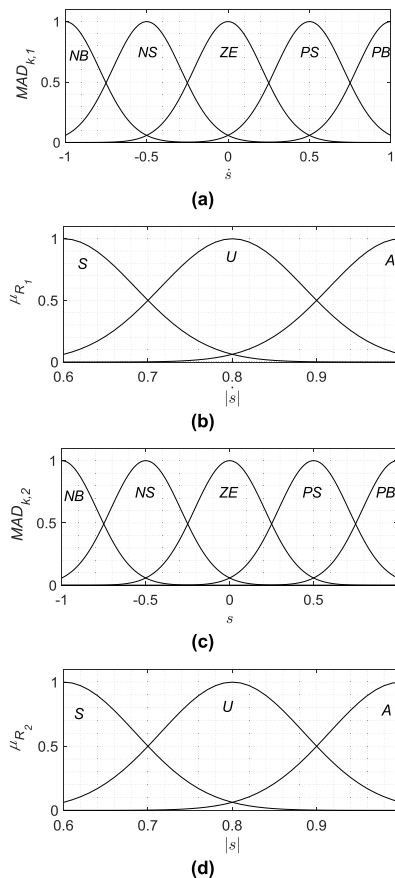 1
MAD_{k,1}
NB NS ZE PS PB
0.5
0
-1 -0.5 0 0.5 1
ṡ
(a)
1
μ_{R_1}
S U A
0.5
0
0.6 0.7 0.8 0.9
|ṡ|
(b)
1
MAD_{k,2}
NB NS ZE PS PB
0.5
0
-1 -0.5 0 0.5
s
(c)
1
μ_{R_2}
S U A
0.5
0
0.6 0.7 0.8 0.9
|s|
(d)